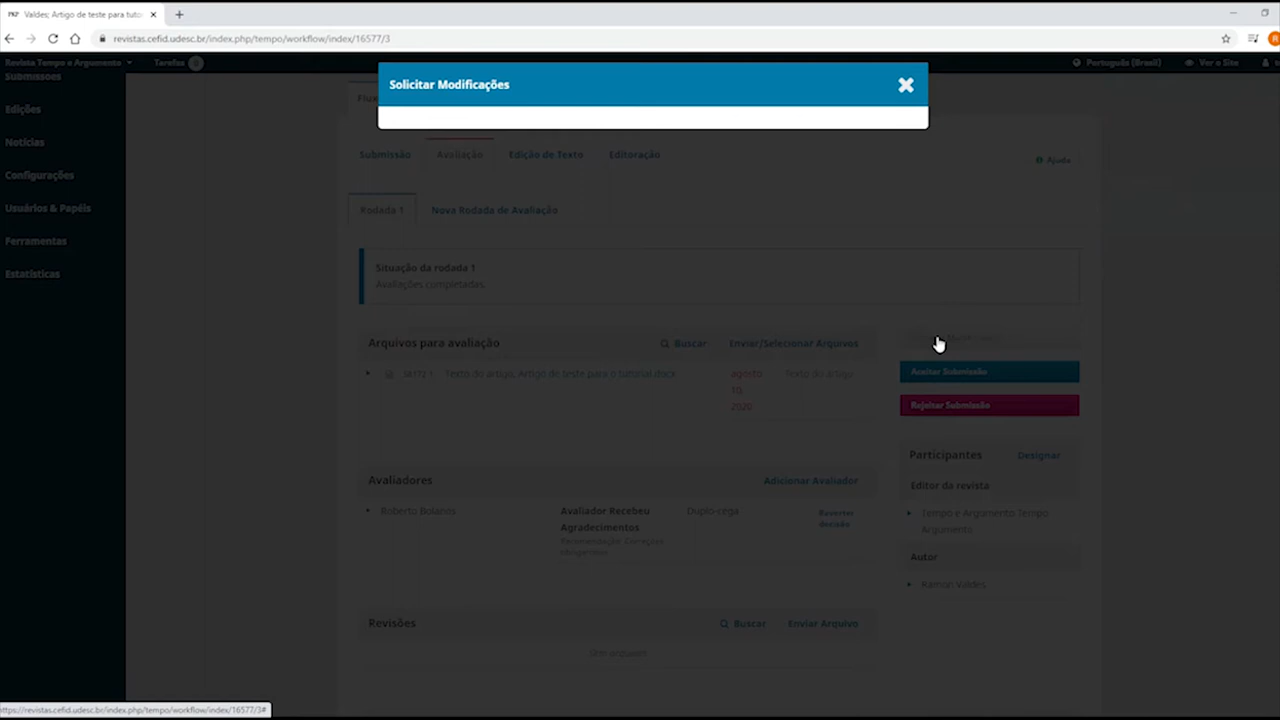 Valdes; Artigo de teste para tuto
revistas.cefid.udesc.br/index.php/tempo/workflow/index/16577/3
Revista Tempo e Argumento
Tarefas 0
Português (Brasil)
Ver o Site
Submissões
Edições
Notícias
Configurações
Usuários & Papéis
Ferramentas
Estatísticas
Solicitar Modificações
Submissão
Avaliação
Edição de Texto
Editoração
Ajuda
Rodada 1
Nova Rodada de Avaliação
Situação da rodada 1
Avaliações completadas.
Arquivos para avaliação
Buscar
Enviar/Selecionar Arquivos
Texto do artigo, Artigo de teste para o tutorial.docx
agosto
10,
2020
Texto do artigo
Aceitar Submissão
Rejeitar Submissão
Participantes
Designar
Editor da revista
Tempo e Argumento Tempo
Argumento
Autor
Ramon Valdes
Avaliadores
Adicionar Avaliador
Roberto Bolanos
Avaliador Recebeu
Agradecimentos
Recomendação: Correções
obrigatórias
Duplo-cega
Reverter
decisão
Revisões
Buscar
Enviar Arquivo
https://revistas.cefid.udesc.br/index.php/tempo/workflow/index/16577/3#